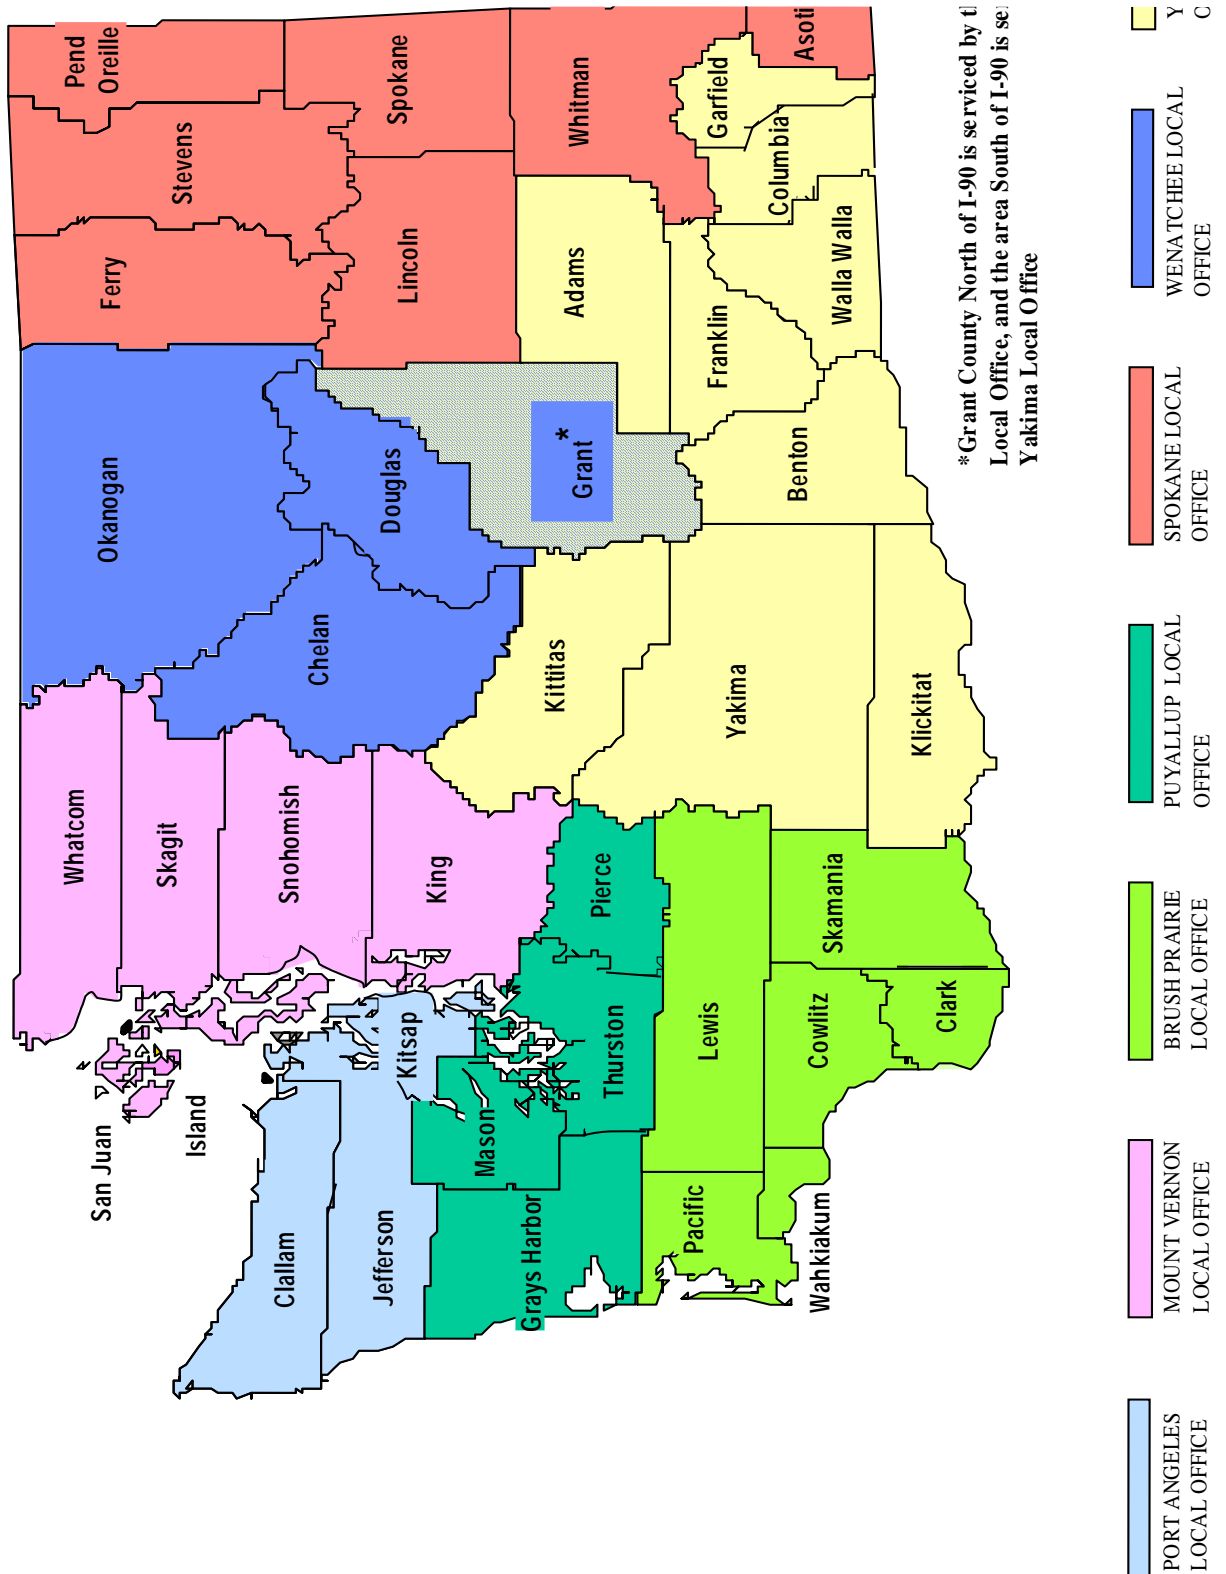 Whatcom
Okanogan
Ferry
Stevens
Pend
Oreille
San Juan
Skagit
Island
Snohomish
Chelan
Douglas
Lincoln
Spokane
Clallam
Jefferson
Kitsap
King
Grays Harbor
Mason
Kittitas
Grant
*
Adams
Whitman
Thurston
Pierce
Pacific
Lewis
Yakima
Franklin
Garfield
Columbia
Asoti
Wahkiakum
Cowlitz
Skamania
Benton
Walla Walla
Clark
Klickitat
*Grant County North of I-90 is serviced by
Local Office, and the area South of I-90 is
Yakima Local Office
PORT ANGELES
LOCAL OFFICE
MOUNT VERNON
LOCAL OFFICE
BRUSH PRAIRIE
LOCAL OFFICE
PUYALLUP LOCAL
OFFICE
SPOKANE LOCAL
OFFICE
WENATCHEE LOCAL
OFFICE
Y